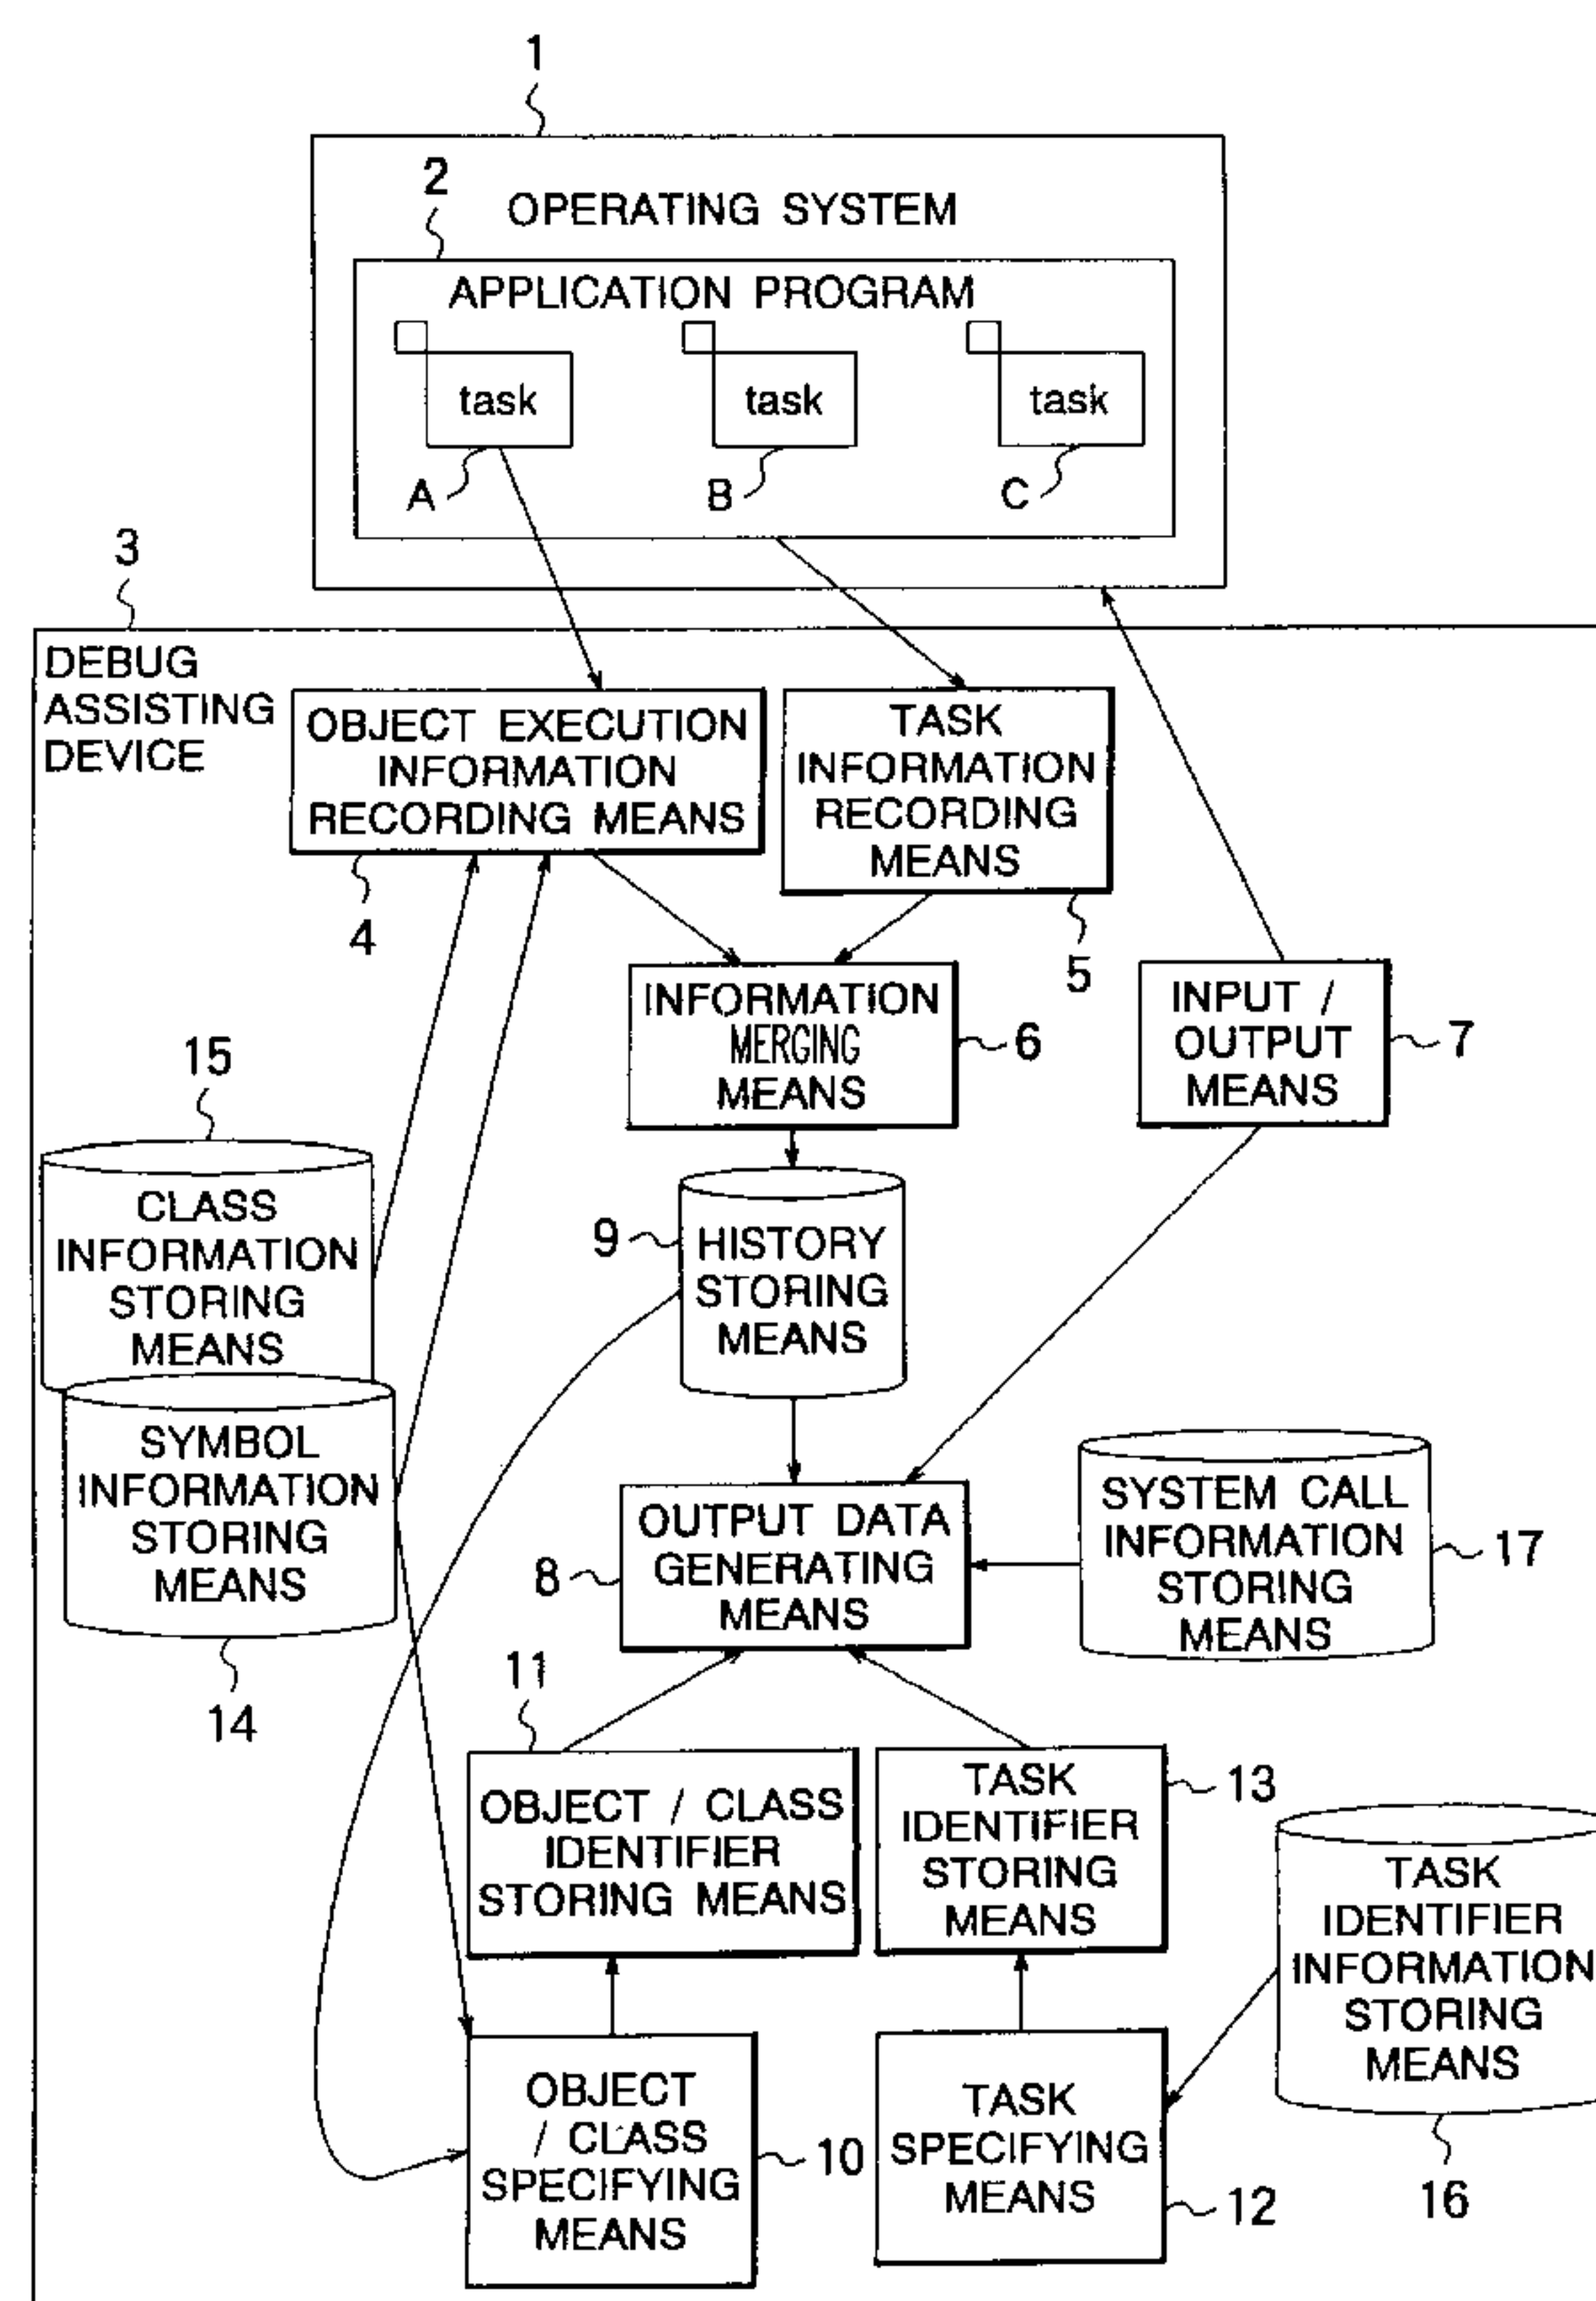 1
2
OPERATING SYSTEM
APPLICATION PROGRAM
task
task
task
A
B
C
3
DEBUG
ASSISTING
DEVICE
OBJECT EXECUTION
INFORMATION
RECORDING MEANS
4
TASK
INFORMATION
RECORDING
MEANS
5
INFORMATION
MERGING
MEANS
6
INPUT /
OUTPUT
MEANS
7
15
CLASS
INFORMATION
STORING
MEANS
9
HISTORY
STORING
MEANS
SYMBOL
INFORMATION
STORING
MEANS
14
OUTPUT DATA
GENERATING
MEANS
8
SYSTEM CALL
INFORMATION
STORING
MEANS
17
11
OBJECT / CLASS
IDENTIFIER
STORING MEANS
TASK
IDENTIFIER
STORING
MEANS
13
TASK
IDENTIFIER
INFORMATION
STORING
MEANS
16
OBJECT
/ CLASS
SPECIFYING
MEANS
10
TASK
SPECIFYING
MEANS
12